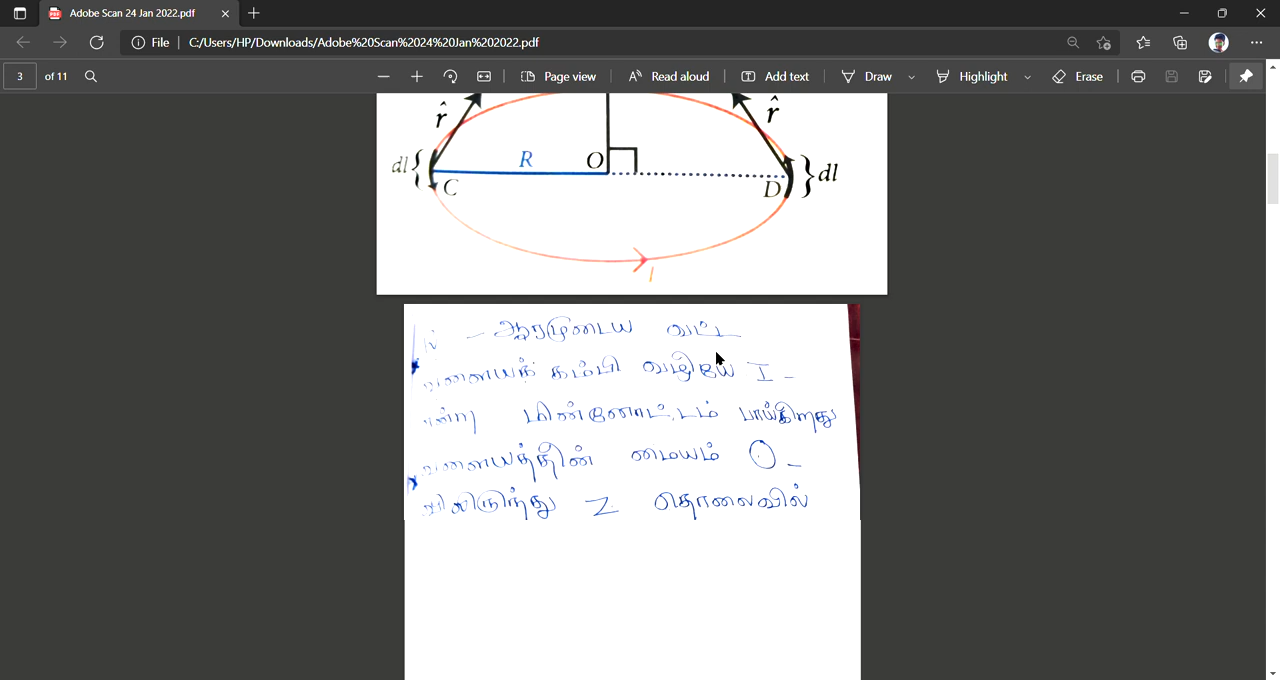 Adobe Scan 24 Jan 2022.pdf
File C:/Users/HP/Downloads/Adobe%20Scan%2024%20Jan%202022.pdf
3 of 11 Page view Read aloud Add text Draw Highlight Erase
r̂ r̂
dl{ R O }dl
C D
I
ஆரமுடைய வட்ட
வளையக் கம்பி வழியே I -
என்ற மின்னோட்டம் பாய்கிறது
வளையத்தின் மையம் O -
விலிருந்து Z தொலைவில்